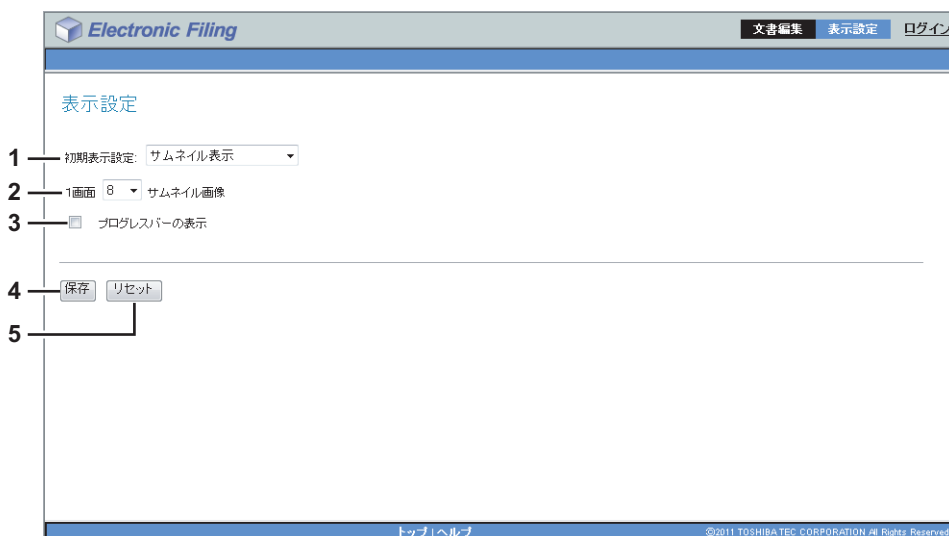 Electronic Filing 文書編集 表示設定 ログイン
表示設定
1 初期表示設定: サムネイル表示
2 1画面 8 サムネイル画像
3 プログレスバーの表示
4 保存 リセット
5
トップ | ヘルプ ©2011 TOSHIBA TEC CORPORATION All Rights Reserved